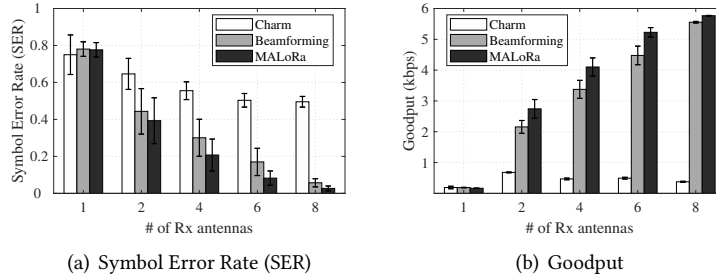 1
0.8
0.6
0.4
0.2
0
Symbol Error Rate (SER)
Charm
Beamforming
MALoRa
1 2 4 6 8
# of Rx antennas
(a) Symbol Error Rate (SER)
6
5
4
3
2
1
Goodput (kbps)
Charm
Beamforming
MALoRa
1 2 4 6 8
# of Rx antennas
(b) Goodput